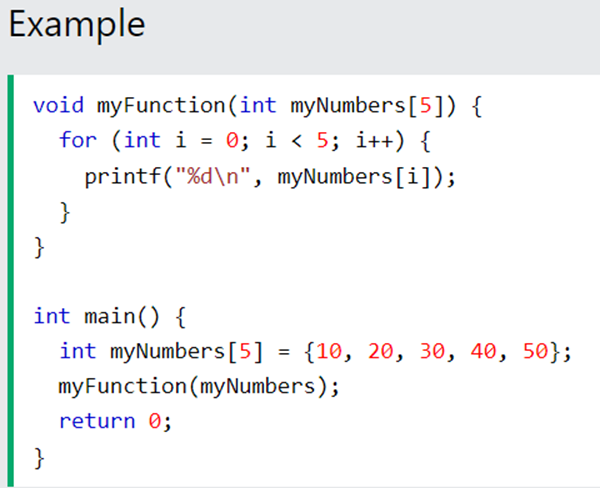 Example
void myFunction(int myNumbers[5]) {
  for (int i = 0; i < 5; i++) {
    printf("%d\n", myNumbers[i]);
  }
}

int main() {
  int myNumbers[5] = {10, 20, 30, 40, 50};
  myFunction(myNumbers);
  return 0;
}